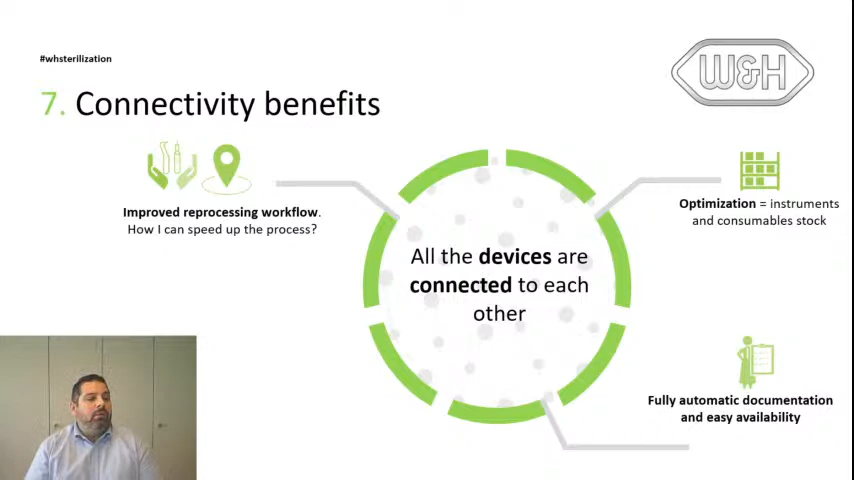 #whsterilization
W&H
7. Connectivity benefits
Improved reprocessing workflow.
How I can speed up the process?
Optimization = instruments
and consumables stock
All the devices are
connected to each
other
Fully automatic documentation
and easy availability